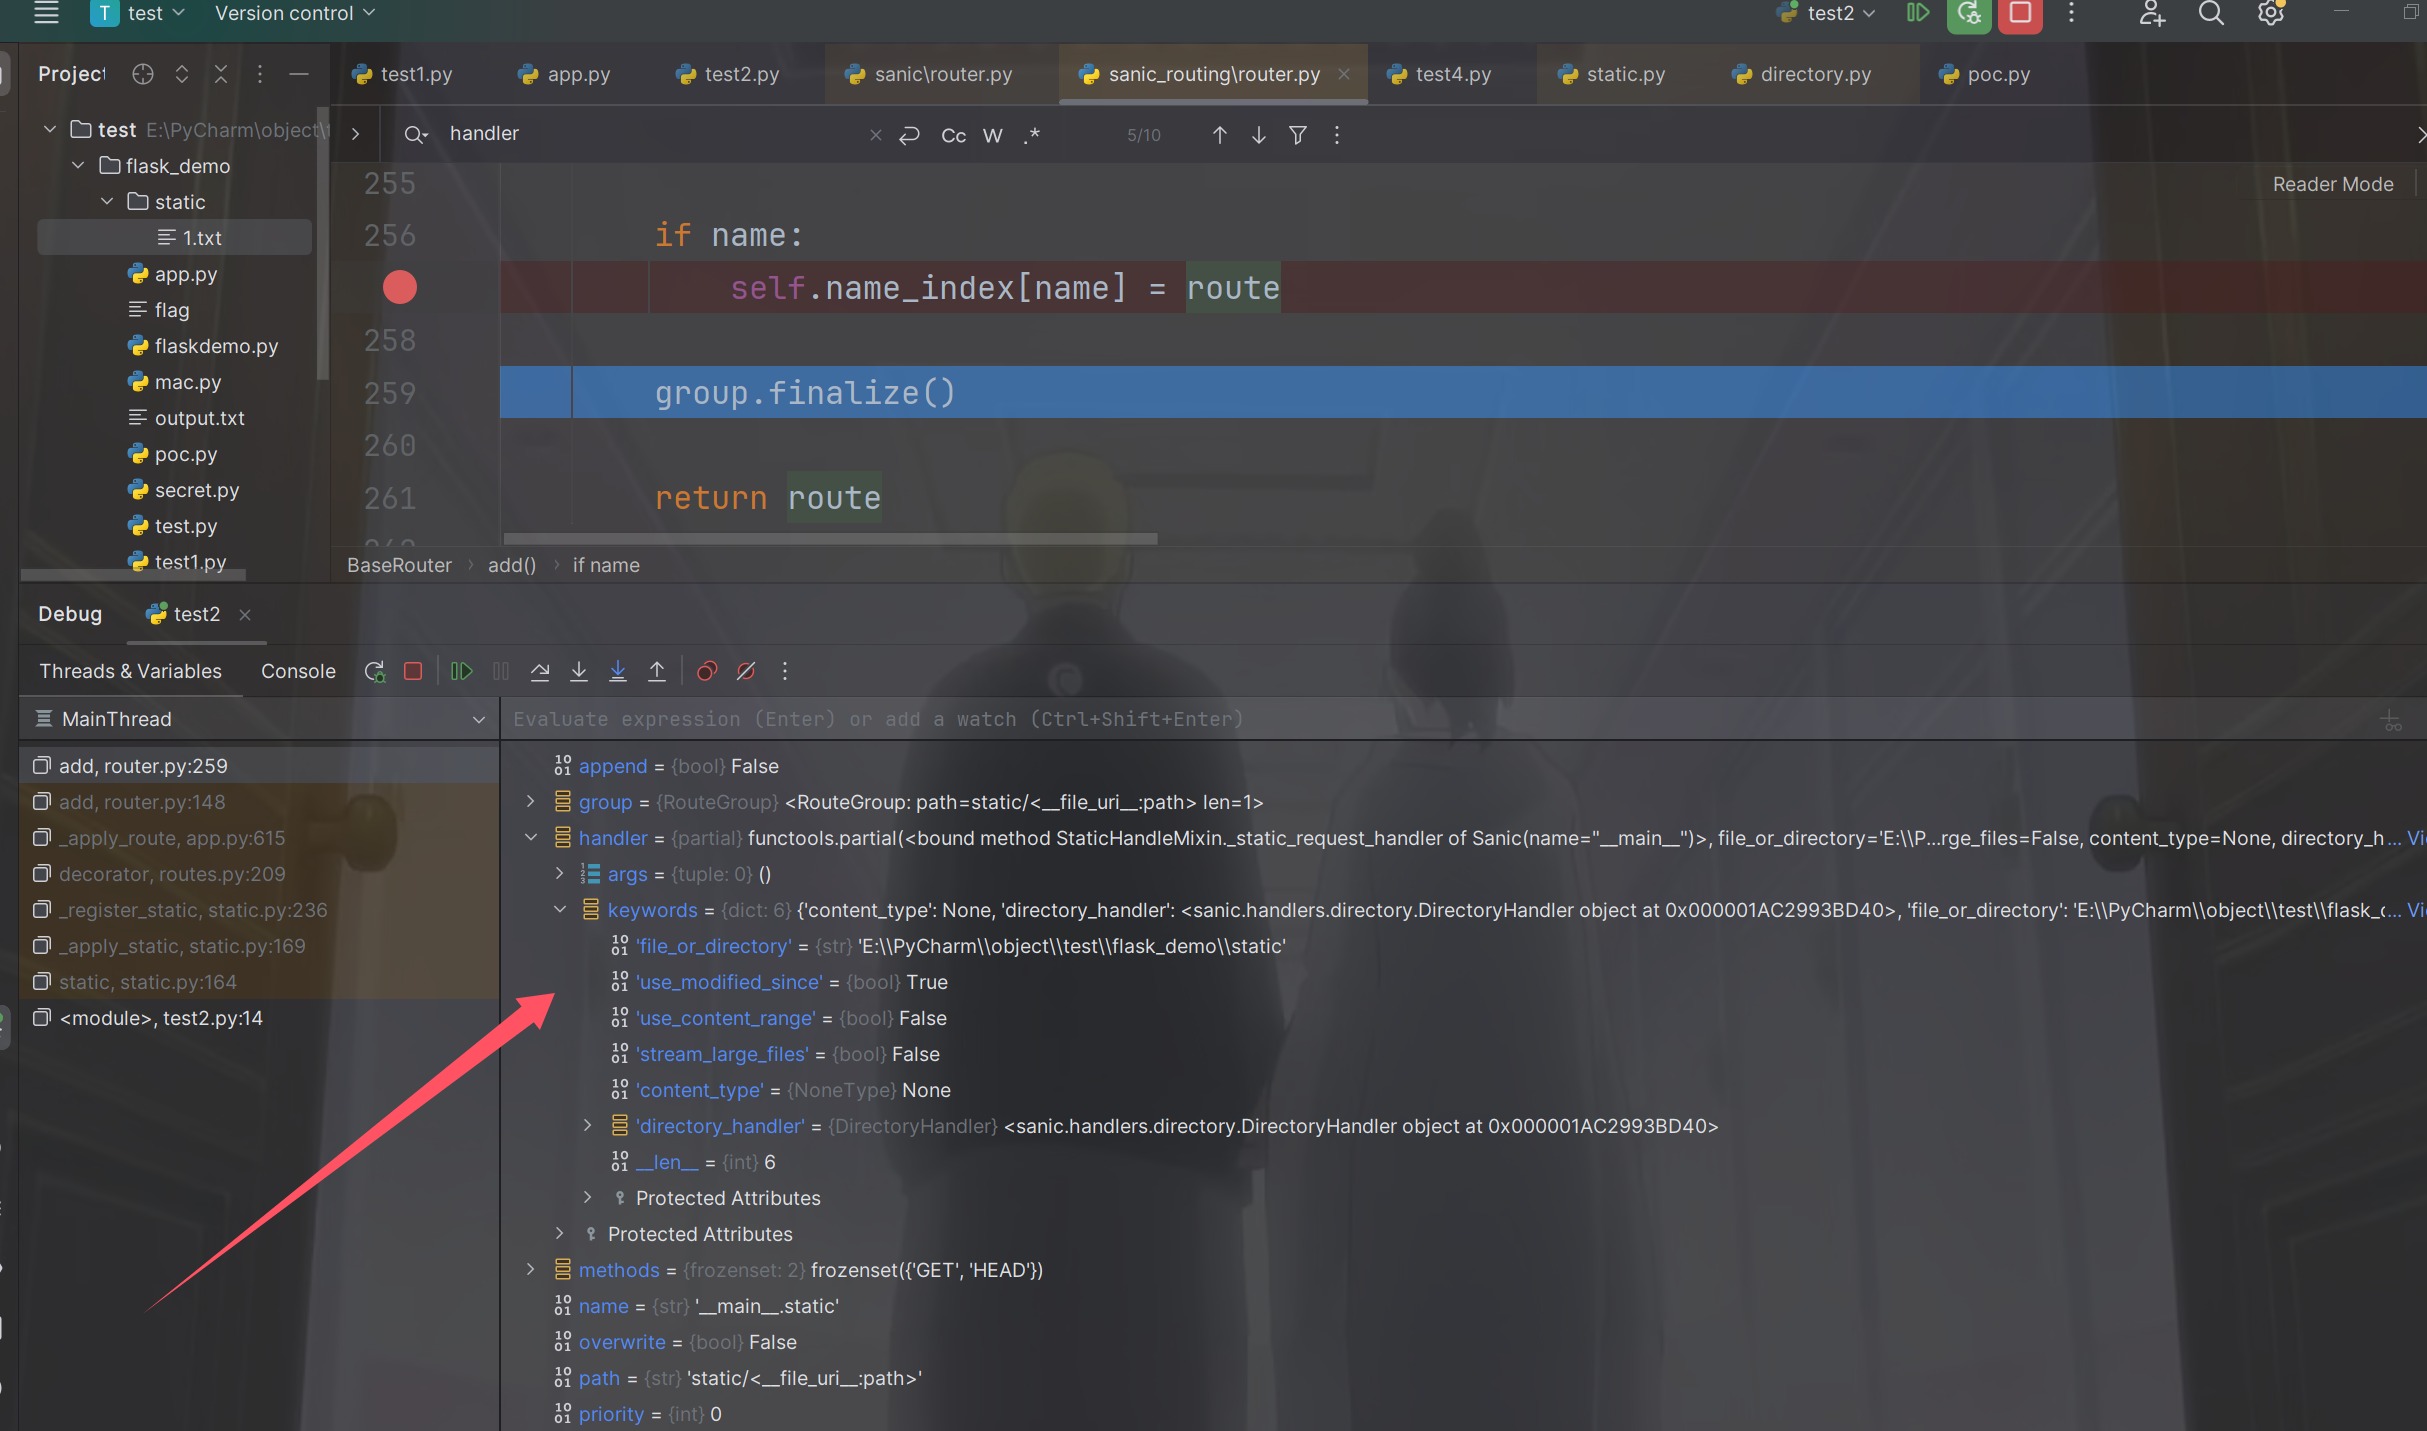 T test Version control test2
Project
test1.py app.py test2.py sanic\router.py sanic_routing\router.py test4.py static.py directory.py poc.py
test E:\PyCharm\object\
flask_demo
static
1.txt
app.py
flag
flaskdemo.py
mac.py
output.txt
poc.py
secret.py
test.py
test1.py
handler Cc W .* 5/10
Reader Mode
255
256 if name:
self.name_index[name] = route
258
259 group.finalize()
260
261 return route
BaseRouter › add() › if name
Debug test2
Threads & Variables Console
MainThread
Evaluate expression (Enter) or add a watch (Ctrl+Shift+Enter)
add, router.py:259
add, router.py:148
_apply_route, app.py:615
decorator, routes.py:209
_register_static, static.py:236
_apply_static, static.py:169
static, static.py:164
<module>, test2.py:14
append = {bool} False
group = {RouteGroup} <RouteGroup: path=static/<__file_uri__:path> len=1>
handler = {partial} functools.partial(<bound method StaticHandleMixin._static_request_handler of Sanic(name="__main__")>, file_or_directory='E:\\P...rge_files=False, content_type=None, directory_h... Vi
args = {tuple: 0} ()
keywords = {dict: 6} {'content_type': None, 'directory_handler': <sanic.handlers.directory.DirectoryHandler object at 0x000001AC2993BD40>, 'file_or_directory': 'E:\\PyCharm\\object\\test\\flask_... Vi
'file_or_directory' = {str} 'E:\\PyCharm\\object\\test\\flask_demo\\static'
'use_modified_since' = {bool} True
'use_content_range' = {bool} False
'stream_large_files' = {bool} False
'content_type' = {NoneType} None
'directory_handler' = {DirectoryHandler} <sanic.handlers.directory.DirectoryHandler object at 0x000001AC2993BD40>
__len__ = {int} 6
Protected Attributes
Protected Attributes
methods = {frozenset: 2} frozenset({'GET', 'HEAD'})
name = {str} '__main__.static'
overwrite = {bool} False
path = {str} 'static/<__file_uri__:path>'
priority = {int} 0